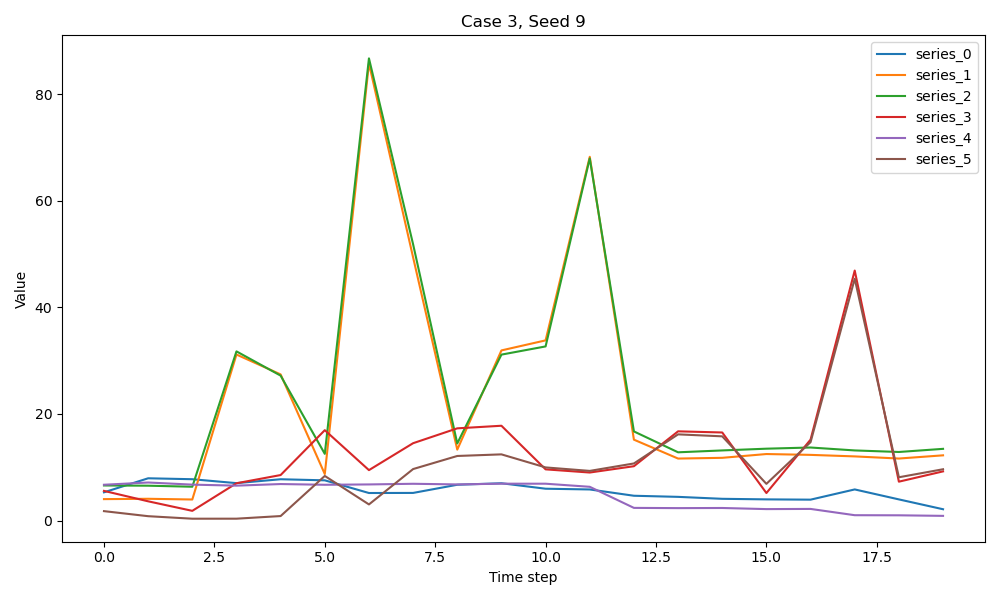 Case 3, Seed 9
series_0
series_1
series_2
series_3
series_4
series_5
80
60
40
20
0
Value
0.0 2.5 5.0 7.5 10.0 12.5 15.0 17.5
Time step